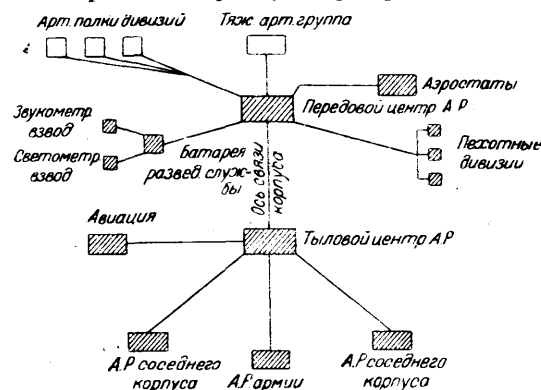 Арт. полки дивизий
Тяж арт. группа
Аэростаты
Передовой центр А.Р.
Звукометр
взвод
Светометр
взвод
Батарея
развед. служ-
бы
Пехотные
дивизии
Ось связи
корпуса
Авиация
Тыловой центр А.Р
А.Р соседнего
корпуса
А.Р армии
А.Р соседнего
корпуса